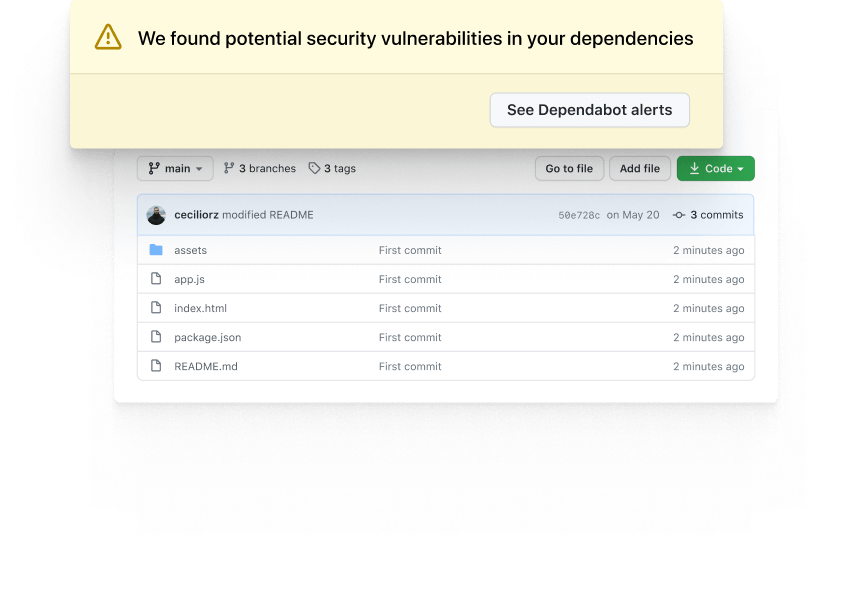 We found potential security vulnerabilities in your dependencies
See Dependabot alerts
main 3 branches 3 tags Go to file Add file Code
ceciliorz modified README 50e728c on May 20 3 commits
assets First commit 2 minutes ago
app.js First commit 2 minutes ago
index.html First commit 2 minutes ago
package.json First commit 2 minutes ago
README.md First commit 2 minutes ago